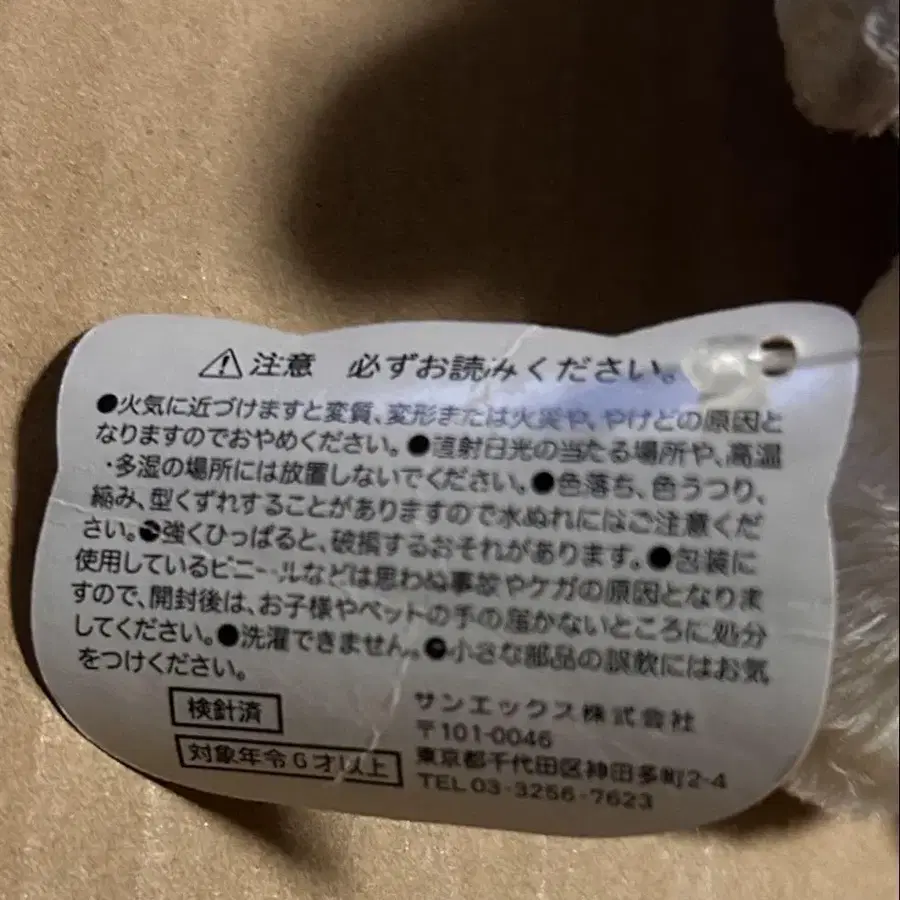 注意 必ずお読みください。
●火気に近づけますと変質、変形または火災や、やけどの原因と
なりますのでおやめください。●直射日光の当たる場所や、高温
・多湿の場所には放置しないでください。●色落ち、色うつり、
縮み、型くずれすることがありますので水ぬれにはご注意くだ
さい。●強くひっぱると、破損するおそれがあります。●包装に
使用しているビニールなどは思わぬ事故やケガの原因となりま
すので、開封後は、お子様やペットの手の届かないところに処分
してください。●洗濯できません。●小さな部品の誤飲にはお気
をつけください。
検針済
対象年令6才以上
サンエックス株式会社
〒101-0046
東京都千代田区神田多町2-4
TEL 03-3256-7623